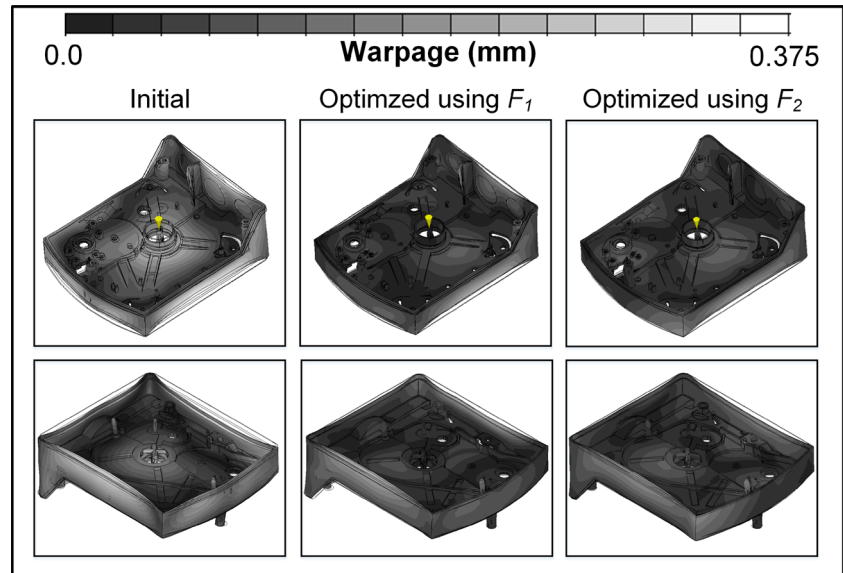 0.0 Warpage (mm) 0.375
Initial Optimzed using F₁ Optimized using F₂